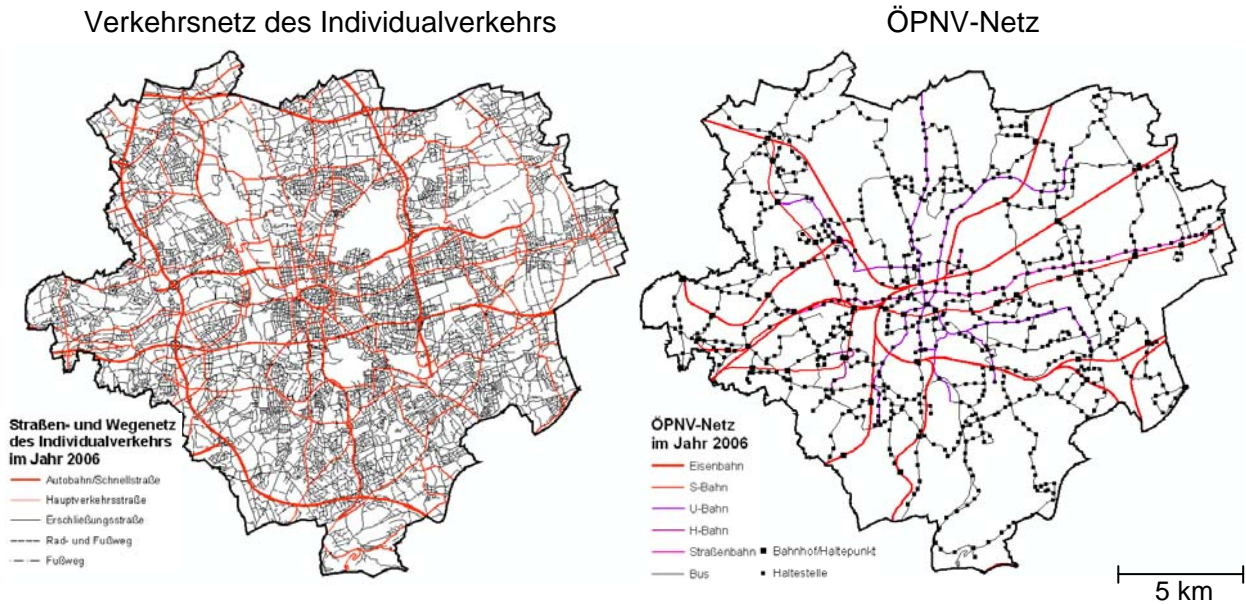 Verkehrsnetz des Individualverkehrs
ÖPNV-Netz
Straßen- und Wegenetz
des Individualverkehrs
im Jahr 2006
Autobahn/Schnellstraße
Hauptverkehrsstraße
Erschließungsstraße
Rad- und Fußweg
Fußweg
ÖPNV-Netz
im Jahr 2006
Eisenbahn
S-Bahn
U-Bahn
H-Bahn
Straßenbahn
Bus
Bahnhof/Haltepunkt
Haltestelle
5 km